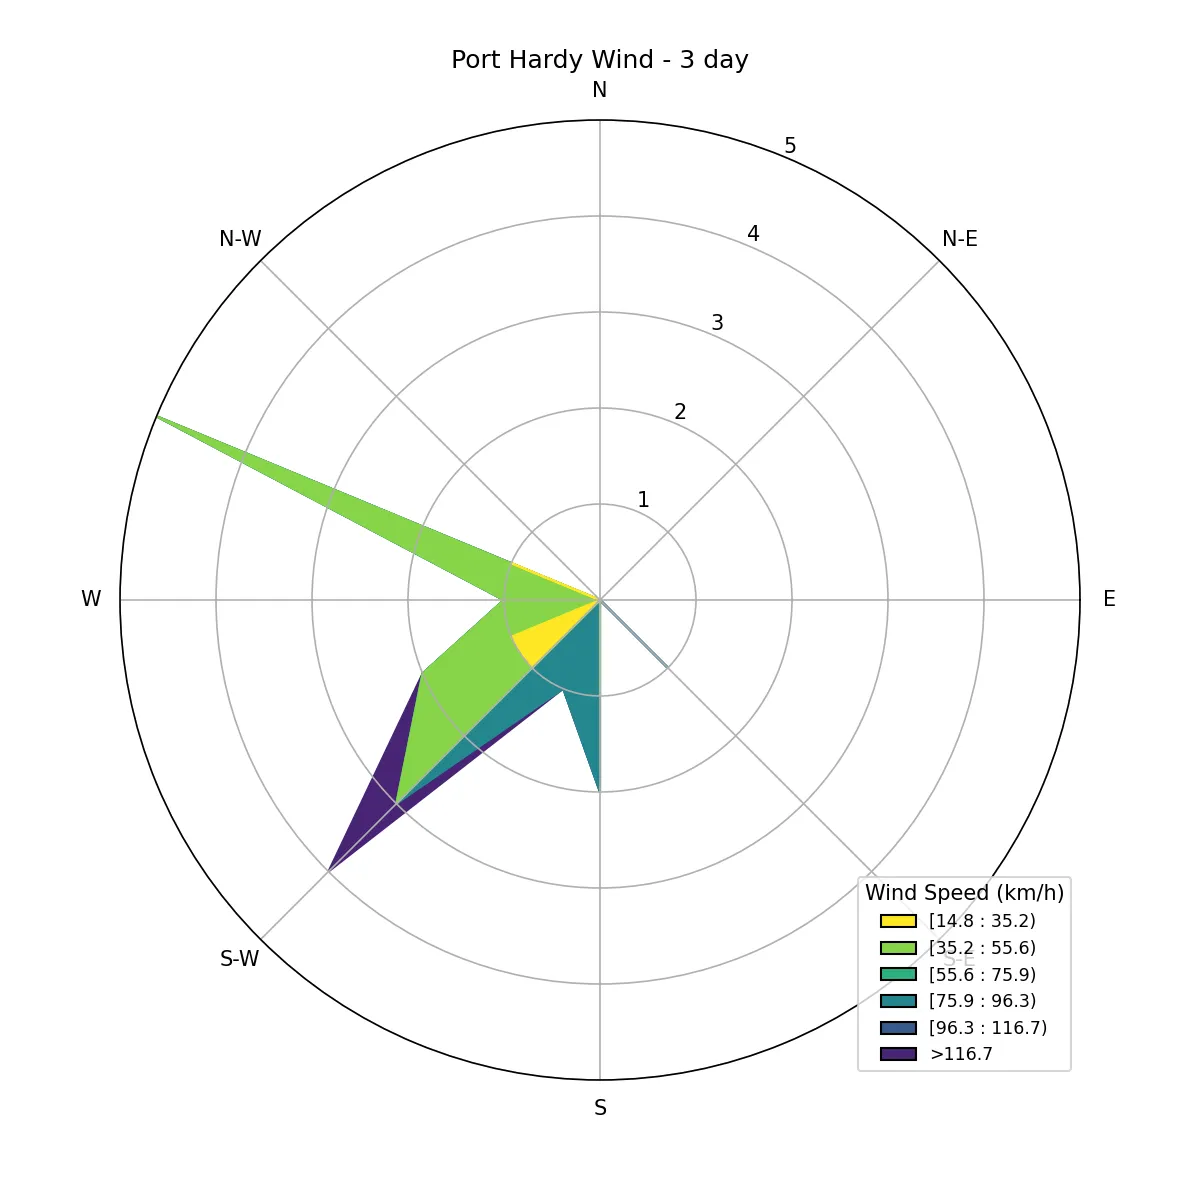 Port Hardy Wind - 3 day
N
5
N-W
N-E
4
3
2
1
W
E
S-W
S-E
S
Wind Speed (km/h)
[14.8 : 35.2)
[35.2 : 55.6)
[55.6 : 75.9)
[75.9 : 96.3)
[96.3 : 116.7)
>116.7